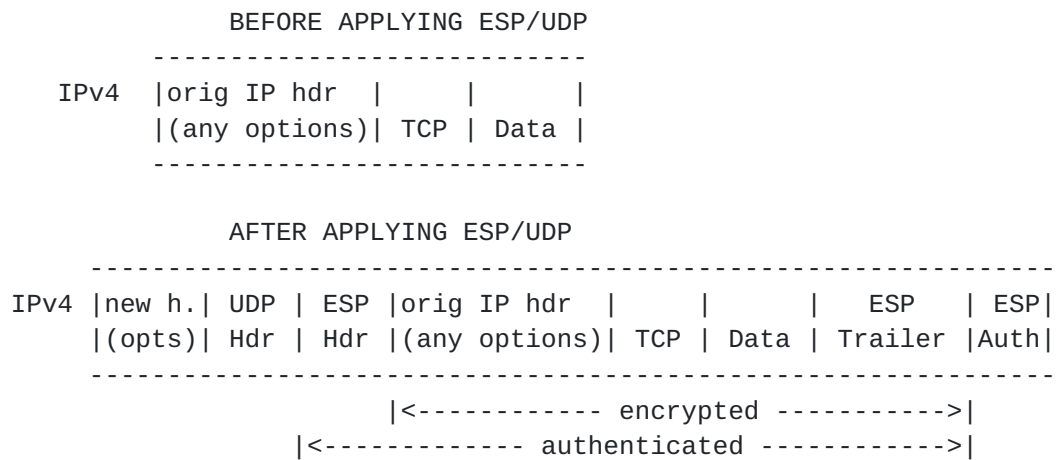 BEFORE APPLYING ESP/UDP
----------------------------
IPv4  |orig IP hdr  |     |      |
|(any options)| TCP | Data |
----------------------------
AFTER APPLYING ESP/UDP
--------------------------------------------------------------
IPv4 |new h.| UDP | ESP |orig IP hdr  |     |      |   ESP   | ESP|
|(opts)| Hdr | Hdr |(any options)| TCP | Data | Trailer |Auth|
--------------------------------------------------------------
|<------------ encrypted ----------->|
|<------------- authenticated ------------>|